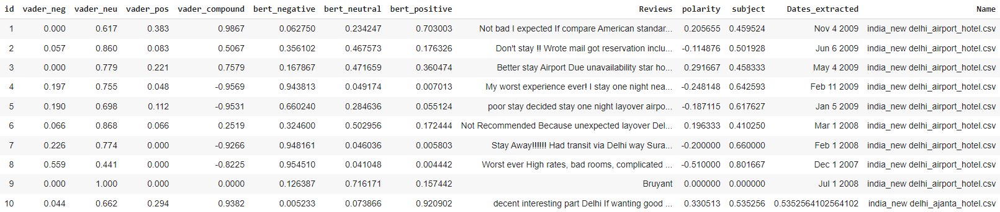 id vader_neg vader_neu vader_pos vader_compound bert_negative bert_neutral bert_positive Reviews polarity subject Dates_extracted Name
1 0.000 0.617 0.383 0.9867 0.062750 0.234247 0.703003 Not bad I expected If compare American standar... 0.205655 0.459524 Nov 4 2009 india_new delhi_airport_hotel.csv
2 0.057 0.860 0.083 0.5067 0.356102 0.467573 0.176326 Don't stay !! Wrote mail got reservation inclu... -0.114876 0.501928 Jun 6 2009 india_new delhi_airport_hotel.csv
3 0.000 0.779 0.221 0.7579 0.167867 0.471659 0.360474 Better stay Airport Due unavailability star ho... 0.291667 0.458333 May 4 2009 india_new delhi_airport_hotel.csv
4 0.197 0.755 0.048 -0.9569 0.943813 0.049174 0.007013 My worst experience ever! I stay one night nea... -0.248148 0.642593 Feb 11 2009 india_new delhi_airport_hotel.csv
5 0.190 0.698 0.112 -0.9531 0.660240 0.284636 0.055124 poor stay decided stay one night layover airpo... -0.187115 0.617627 Jan 5 2009 india_new delhi_airport_hotel.csv
6 0.066 0.868 0.066 0.2519 0.324600 0.502956 0.172444 Not Recommended Because unexpected layover Del... 0.196333 0.410250 Mar 1 2008 india_new delhi_airport_hotel.csv
7 0.226 0.774 0.000 -0.9266 0.948161 0.046036 0.005803 Stay Away!!!!!! Had transit via Delhi way Sura... -0.200000 0.660000 Feb 1 2008 india_new delhi_airport_hotel.csv
8 0.559 0.441 0.000 -0.8225 0.954510 0.041048 0.004442 Worst ever High rates, bad rooms, complicated ... -0.510000 0.801667 Dec 1 2007 india_new delhi_airport_hotel.csv
9 0.000 1.000 0.000 0.0000 0.126387 0.716171 0.157442 Bruyant 0.000000 0.000000 Jul 1 2008 india_new delhi_airport_hotel.csv
10 0.044 0.662 0.294 0.9382 0.005233 0.073866 0.920902 decent interesting part Delhi If wanting good ... 0.330513 0.535256 0.5352564102564102 india_new delhi_ajanta_hotel.csv